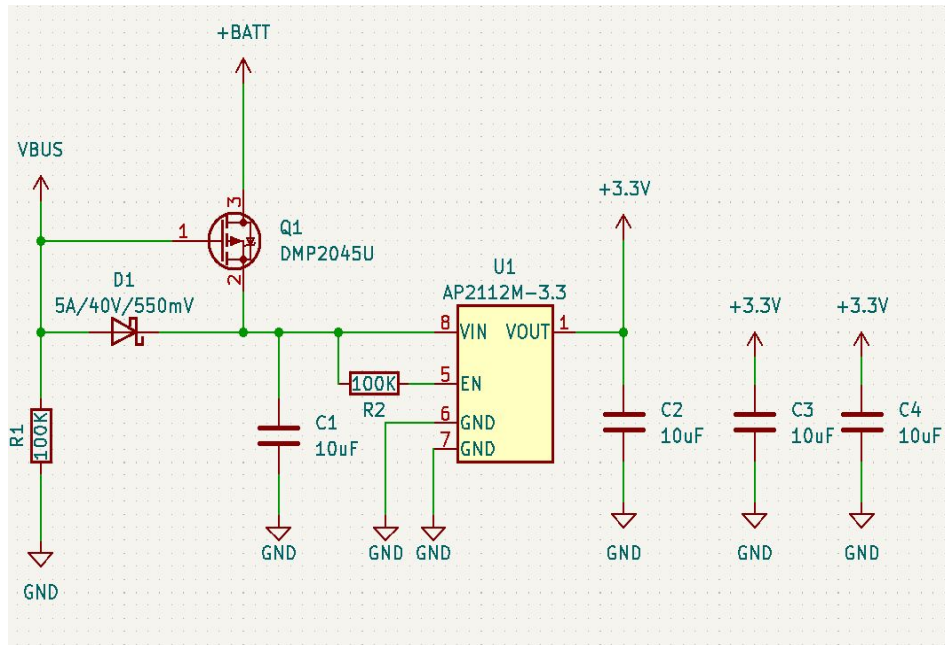 +BATT
VBUS
3
1
Q1
DMP2045U
2
+3.3V
D1
5A/40V/550mV
U1
AP2112M-3.3
+3.3V
+3.3V
8
VIN
VOUT
1
100K
R2
5
EN
6
GND
7
GND
R1
100K
C1
10uF
C2
10uF
C3
10uF
C4
10uF
GND
GND
GND
GND
GND
GND
GND